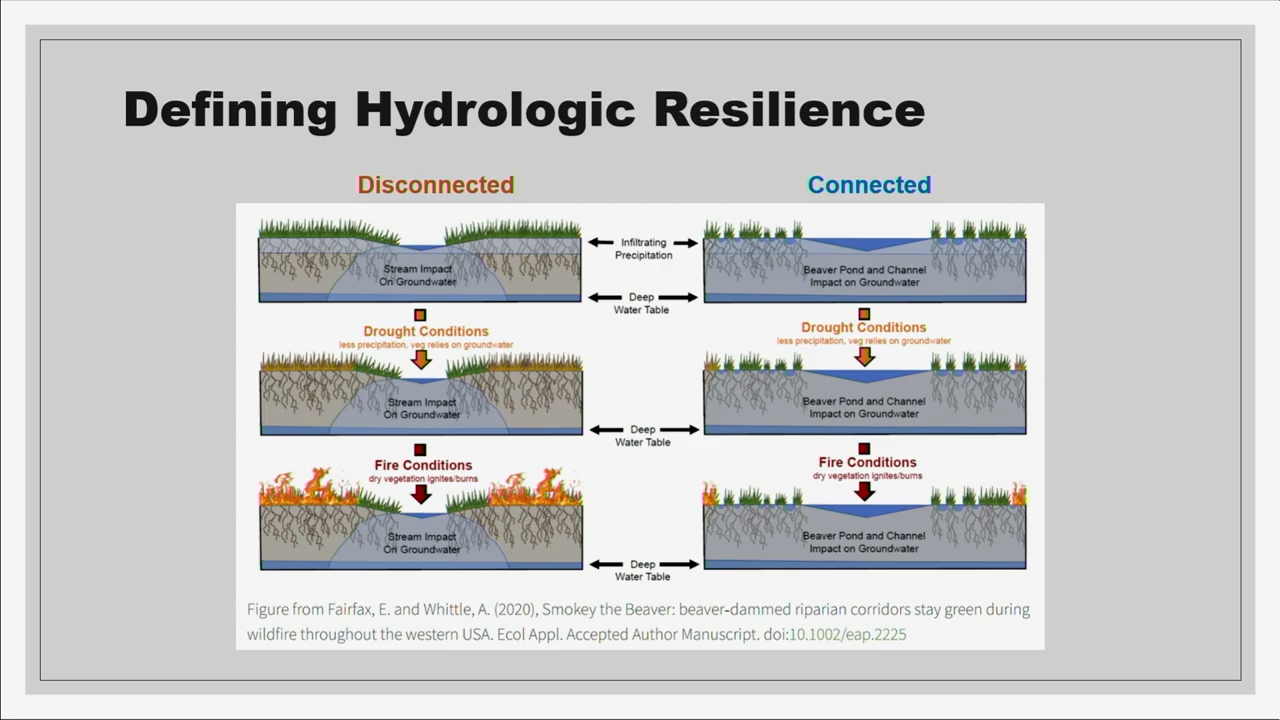 Defining Hydrologic Resilience
Disconnected
Connected
Infiltrating
Precipitation
Stream Impact
On Groundwater
Beaver Pond and Channel
Impact on Groundwater
Deep
Water Table
Drought Conditions
less precipitation, veg relies on groundwater
Drought Conditions
less precipitation, veg relies on groundwater
Stream Impact
On Groundwater
Beaver Pond and Channel
Impact on Groundwater
Deep
Water Table
Fire Conditions
dry vegetation ignites/burns
Fire Conditions
dry vegetation ignites/burns
Stream Impact
On Groundwater
Beaver Pond and Channel
Impact on Groundwater
Deep
Water Table
Figure from Fairfax, E. and Whittle, A. (2020), Smokey the Beaver: beaver-dammed riparian corridors stay green during
wildfire throughout the western USA. Ecol Appl. Accepted Author Manuscript. doi:10.1002/eap.2225